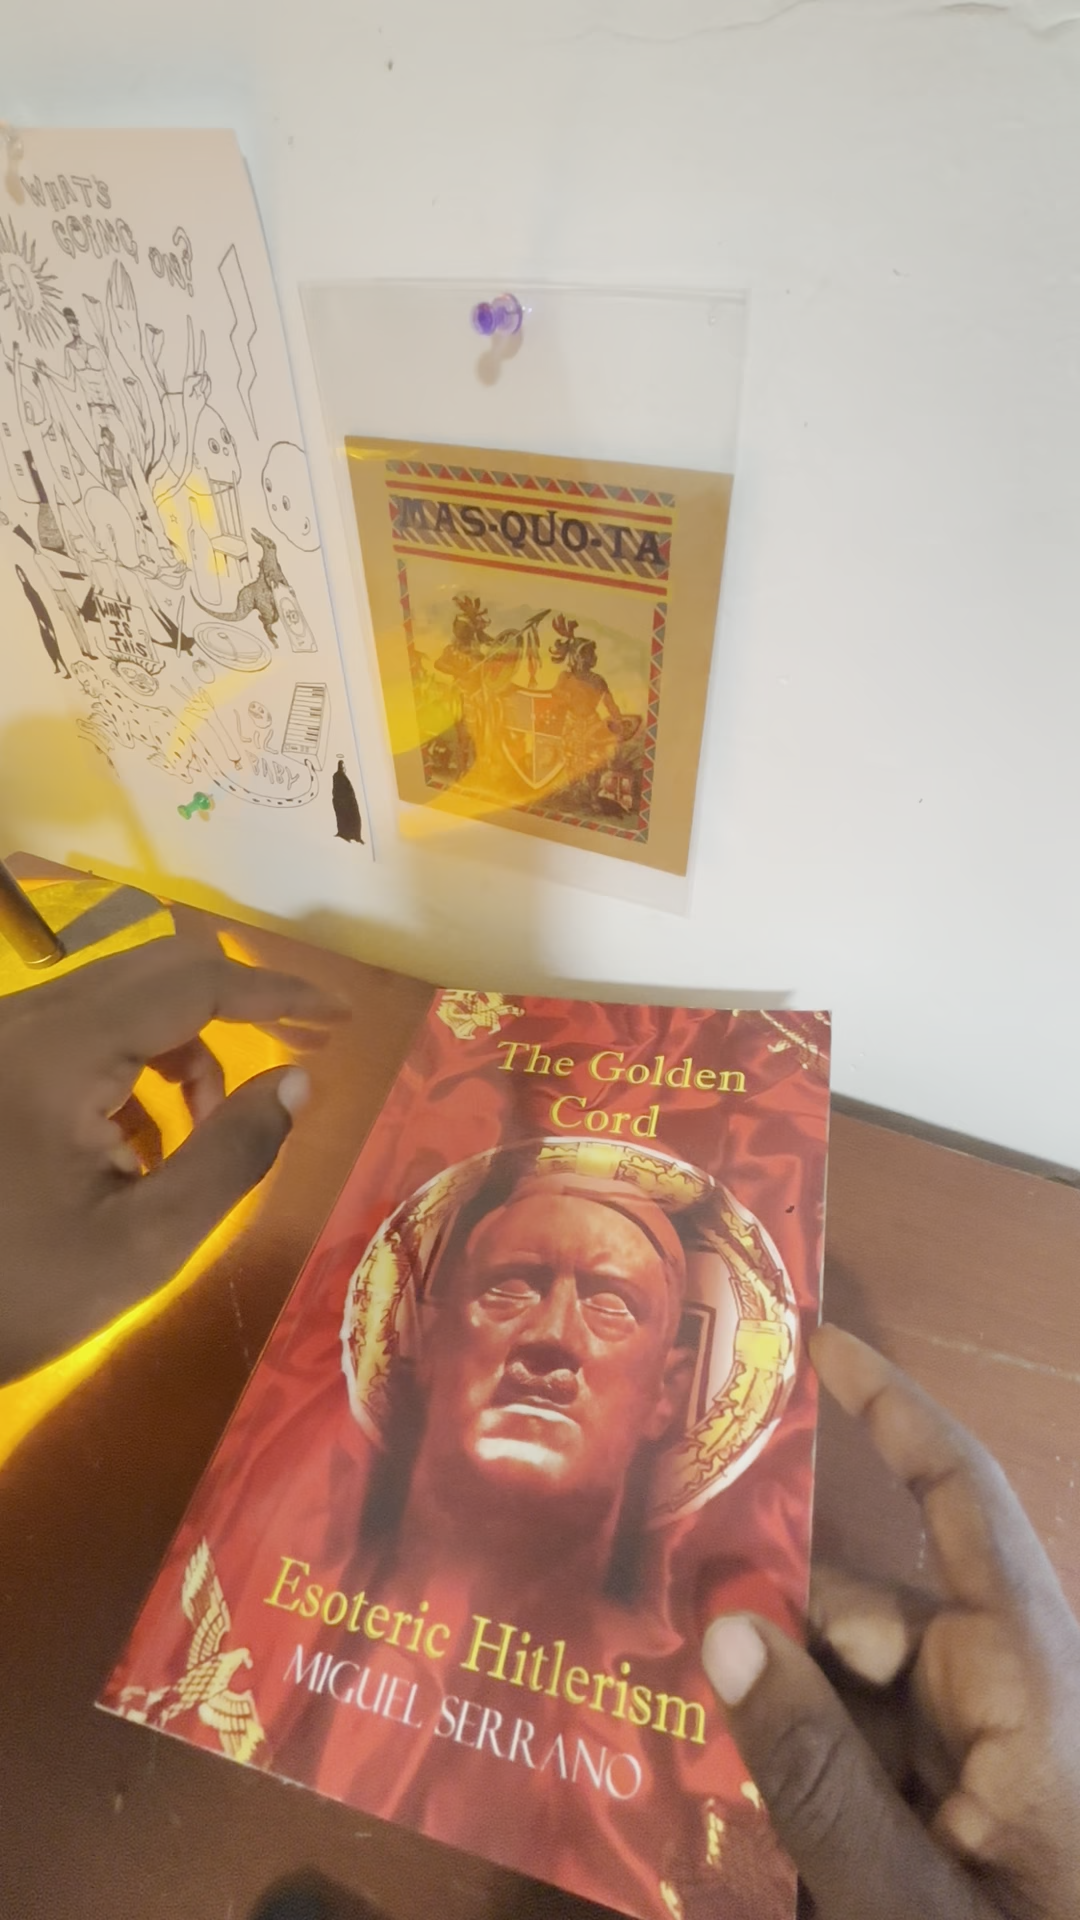 WHAT'S
GOING ON?
WHAT
IS
THIS
LIL
BABY
MAS-QUO-TA
The Golden
Cord
Esoteric Hitlerism
MIGUEL SERRANO